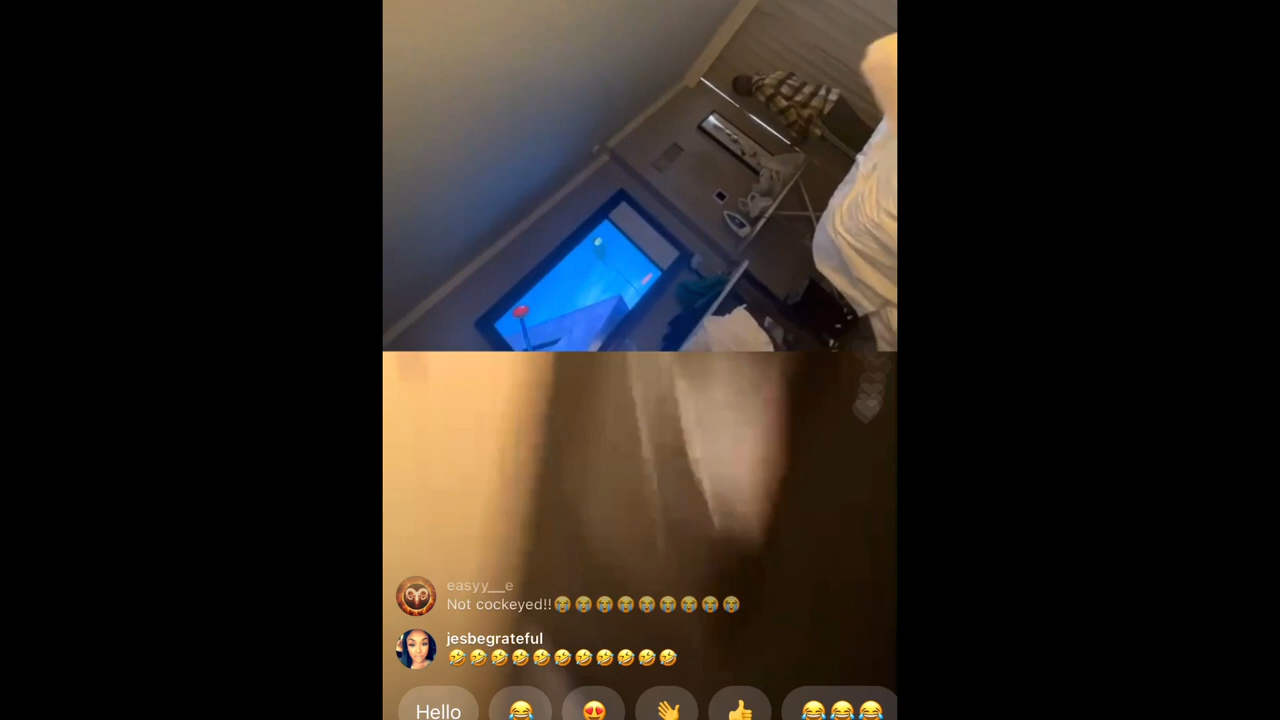 easyy__e
Not cockeyed!!😭😭😭😭😭😭😭😭😭
jesbegrateful
🤣🤣🤣🤣🤣🤣🤣🤣🤣🤣🤣
Hello 😂 😍 👋 👍 😂😂😂